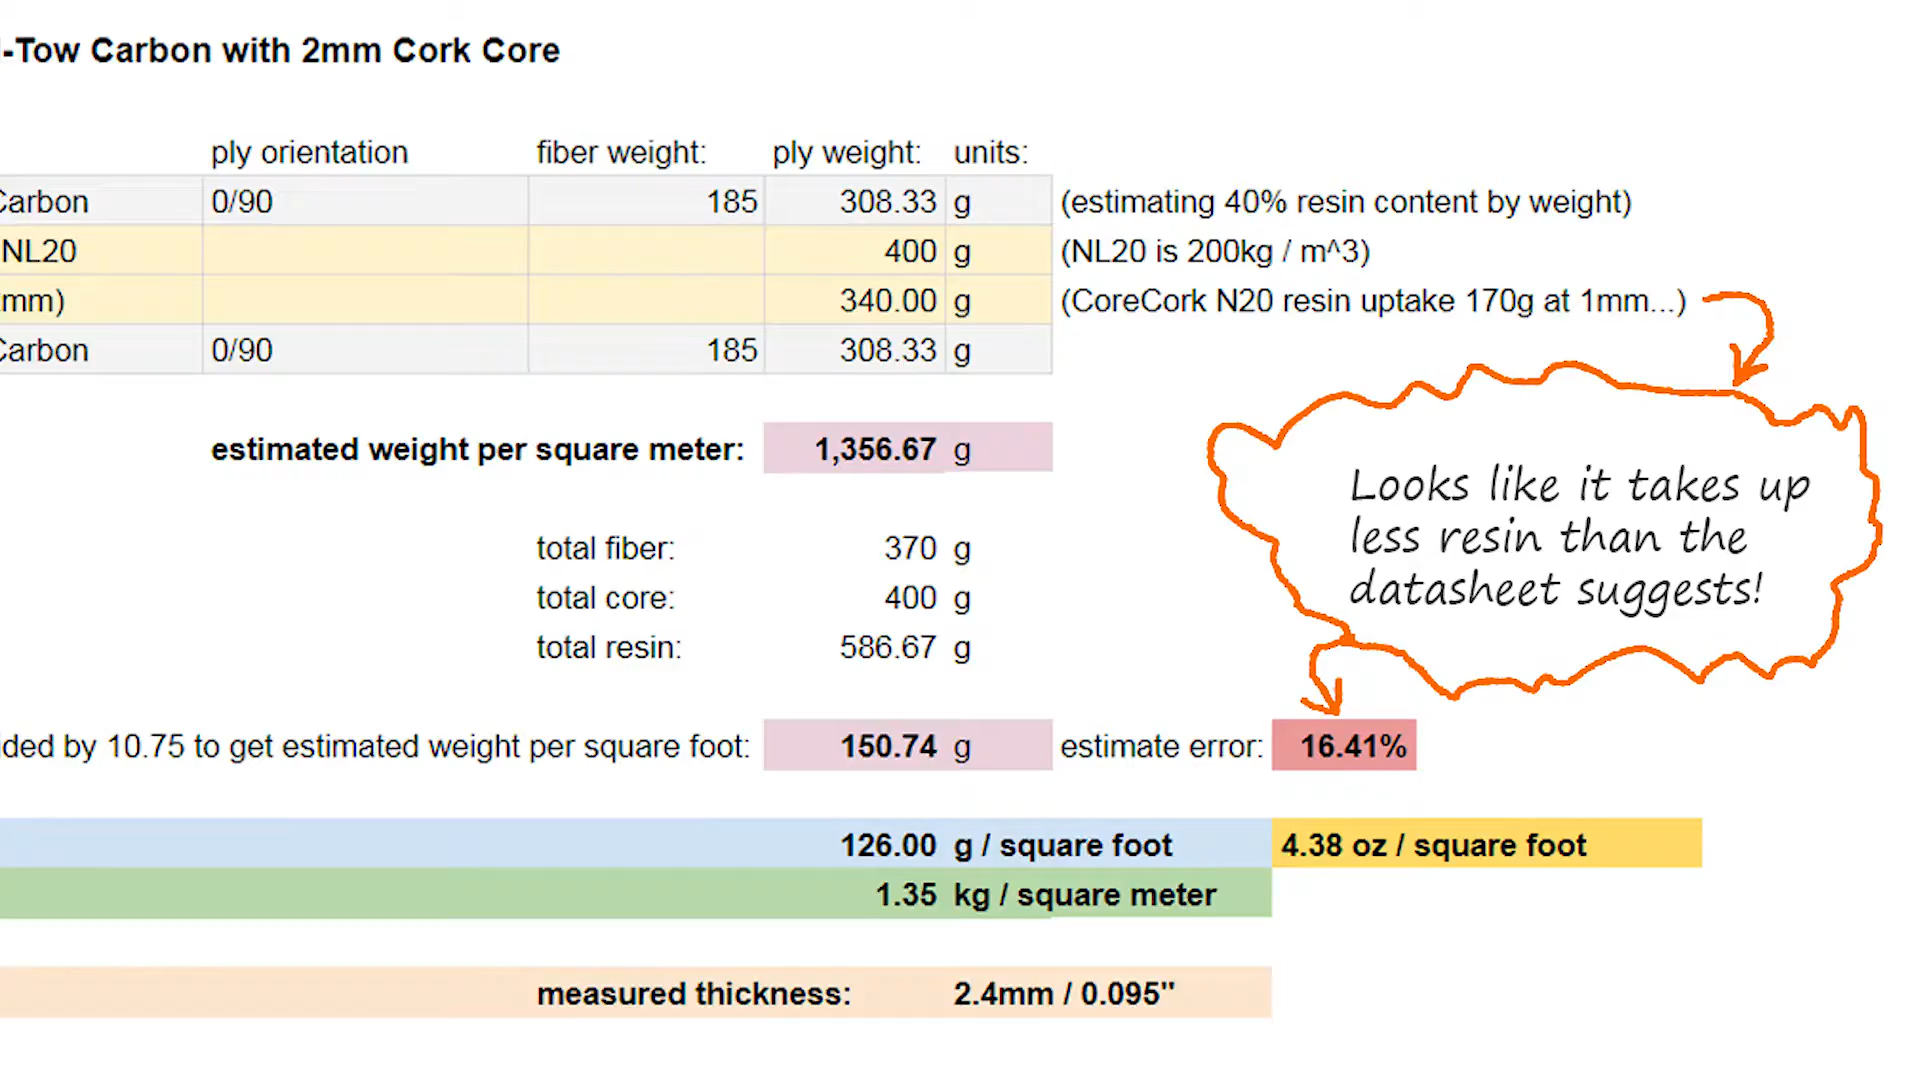 -Tow Carbon with 2mm Cork Core
ply orientation fiber weight: ply weight: units:
Carbon 0/90 185 308.33 g (estimating 40% resin content by weight)
NL20 400 g (NL20 is 200kg / m^3)
mm) 340.00 g (CoreCork N20 resin uptake 170g at 1mm...)
Carbon 0/90 185 308.33 g
estimated weight per square meter: 1,356.67 g
Looks like it takes up
less resin than the
datasheet suggests!
total fiber: 370 g
total core: 400 g
total resin: 586.67 g
ided by 10.75 to get estimated weight per square foot: 150.74 g estimate error: 16.41%
126.00 g / square foot 4.38 oz / square foot
1.35 kg / square meter
measured thickness: 2.4mm / 0.095"